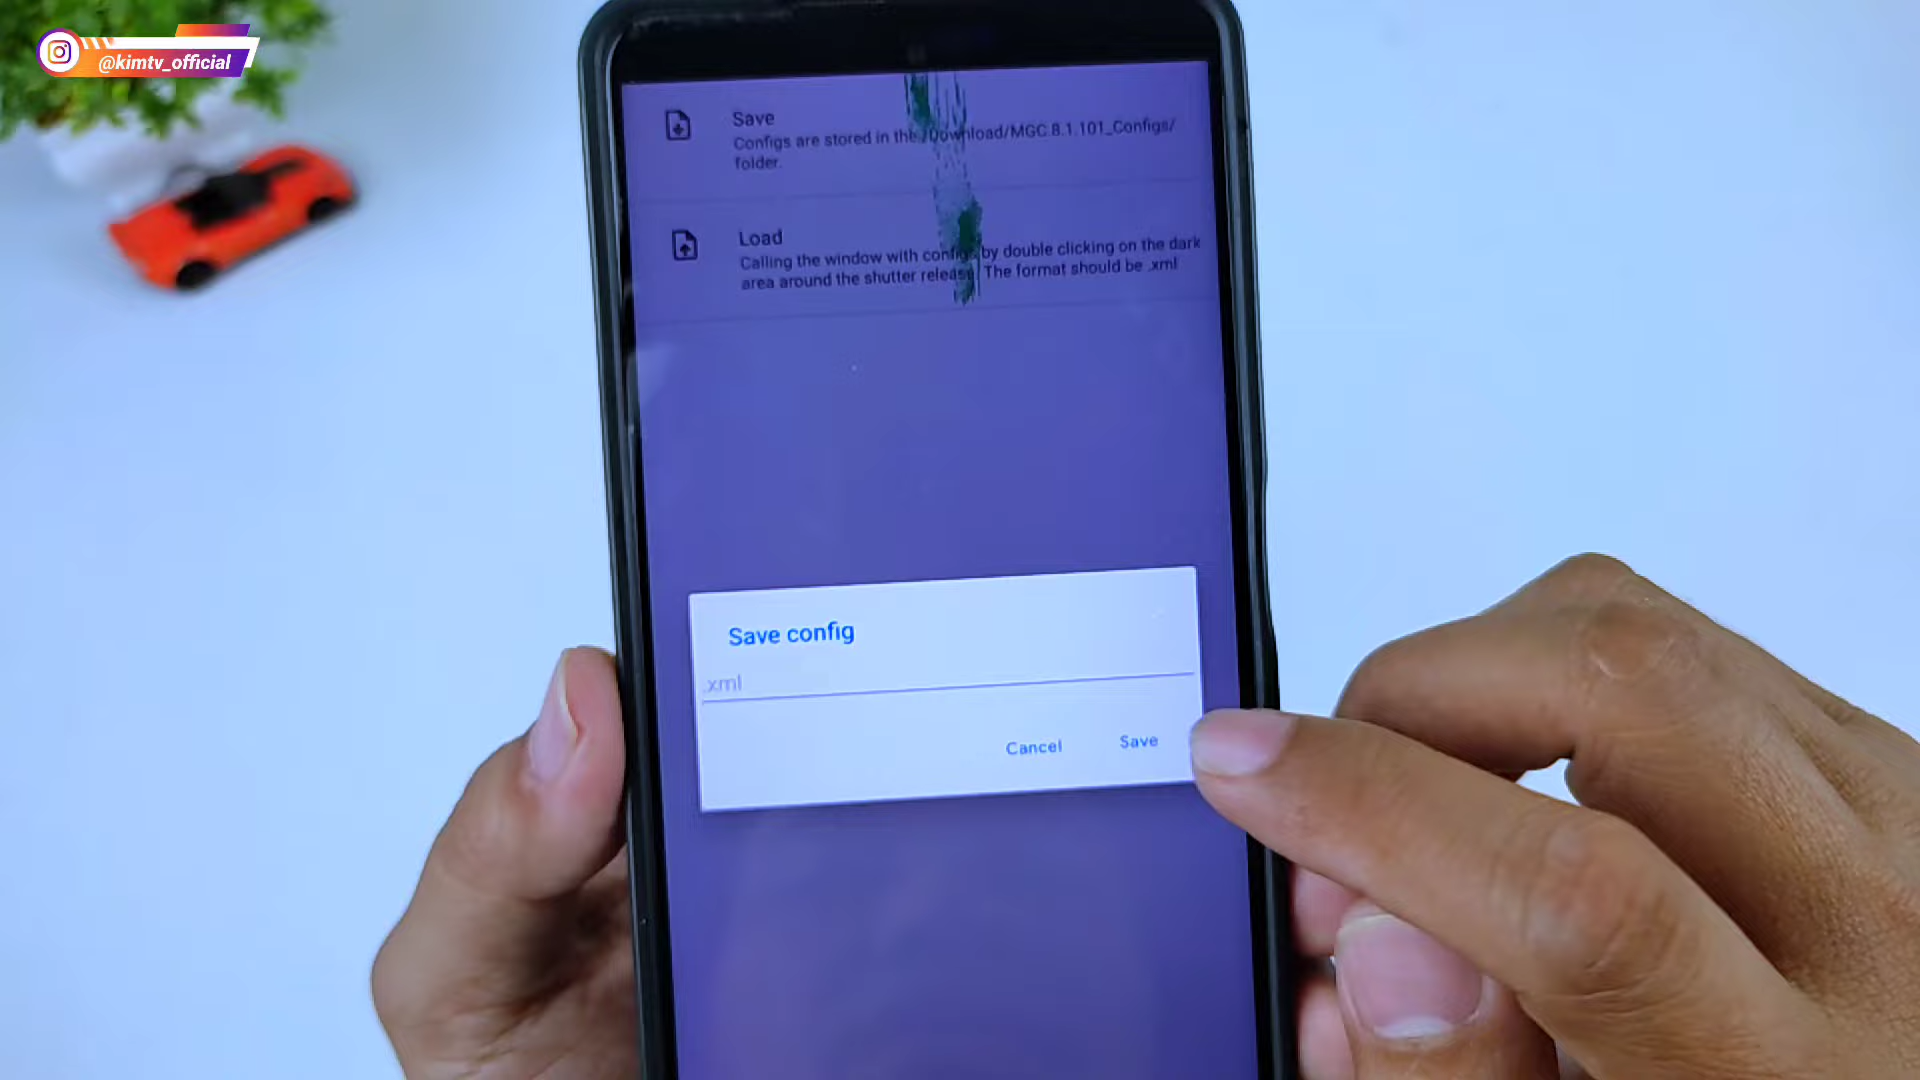 @kimtv_official
Save
Configs are stored in the /Download/MGC.8.1.101_Configs/
folder.
Load
Calling the window with configs by double clicking on the dark
area around the shutter release. The format should be .xml
Save config
.xml
Cancel
Save